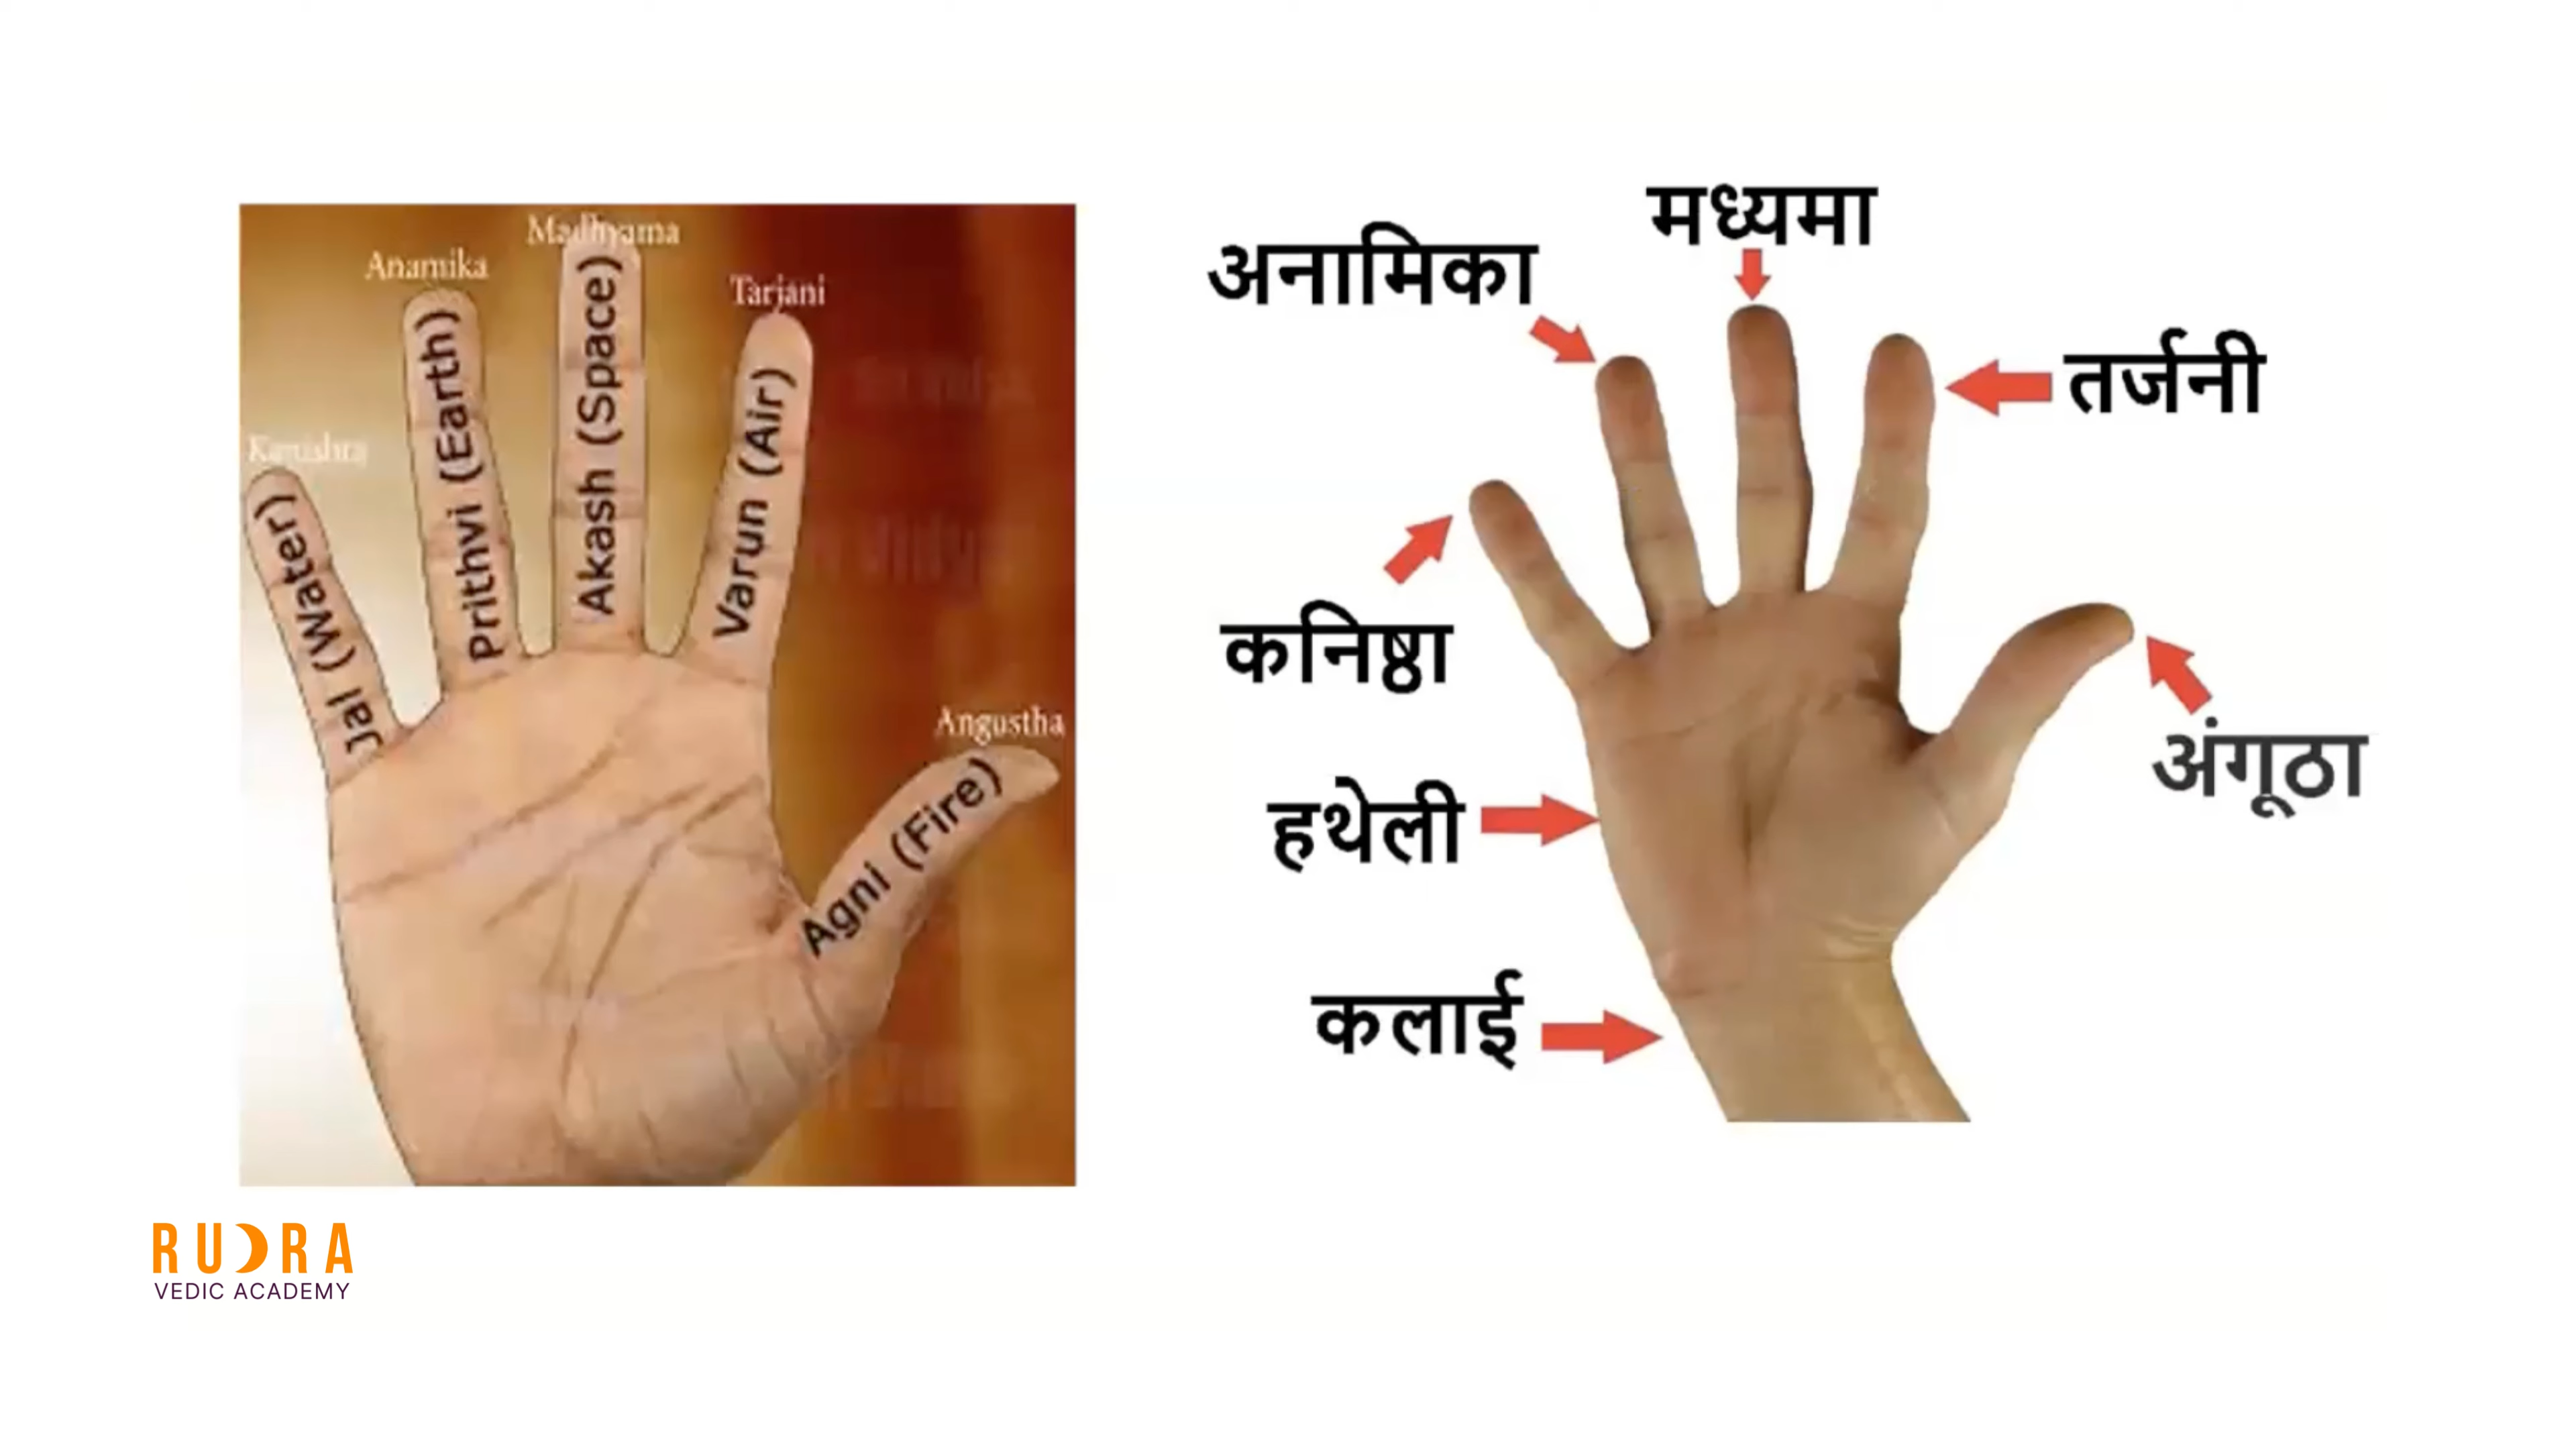 Madhyama
Anamika
Tarjani
Kanishta
Angustha
Jal (Water)
Prithvi (Earth)
Akash (Space)
Varun (Air)
Agni (Fire)
मध्यमा
अनामिका
तर्जनी
कनिष्ठा
अंगूठा
हथेली
कलाई
RUDRA
VEDIC ACADEMY